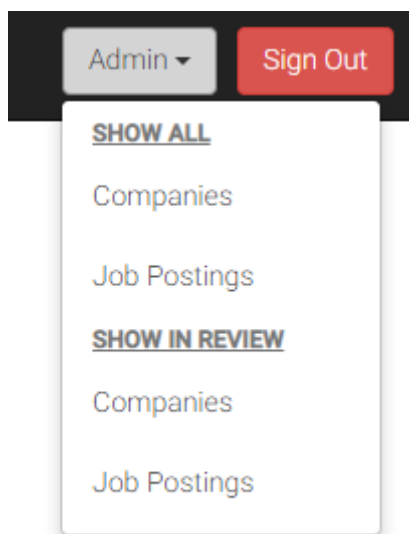 Admin Sign Out
SHOW ALL
Companies
Job Postings
SHOW IN REVIEW
Companies
Job Postings